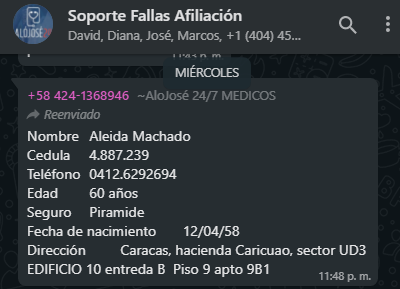 Soporte Fallas Afiliación
David, Diana, José, Marcos, +1 (404) 45...
MIÉRCOLES
+58 424-1368946 ~AloJosé 24/7 MEDICOS
Reenviado
Nombre Aleida Machado
Cedula 4.887.239
Teléfono 0412.6292694
Edad 60 años
Seguro Piramide
Fecha de nacimiento 12/04/58
Dirección Caracas, hacienda Caricuao, sector UD3
EDIFICIO 10 entreda B Piso 9 apto 9B1
11:48 p. m.